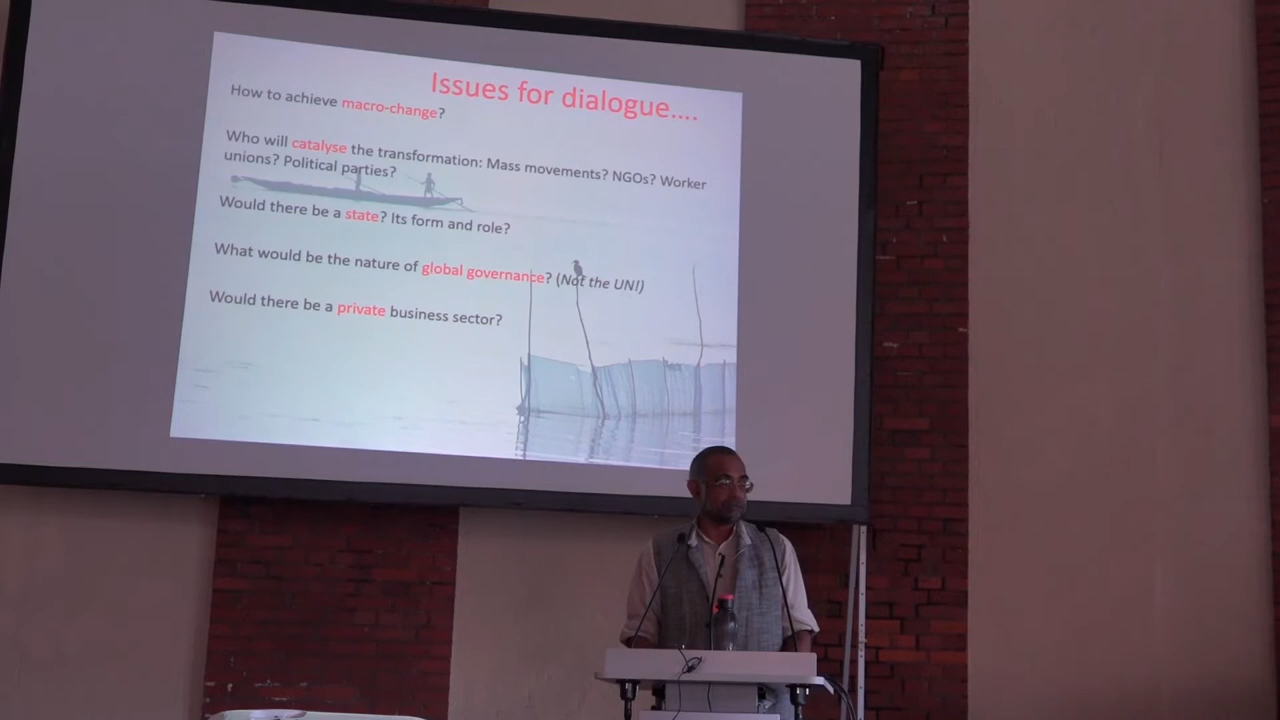 Issues for dialogue....
How to achieve macro-change?
Who will catalyse the transformation: Mass movements? NGOs? Worker
unions? Political parties?
Would there be a state? Its form and role?
What would be the nature of global governance? (Not the UN!)
Would there be a private business sector?